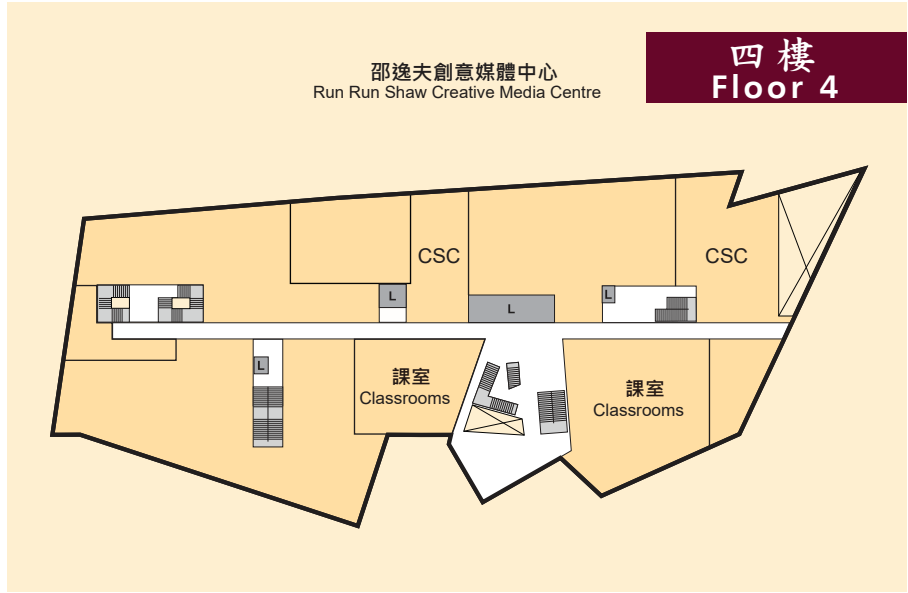 四樓
Floor 4
邵逸夫創意媒體中心
Run Run Shaw Creative Media Centre
CSC
CSC
L
L
L
L
課室
Classrooms
課室
Classrooms